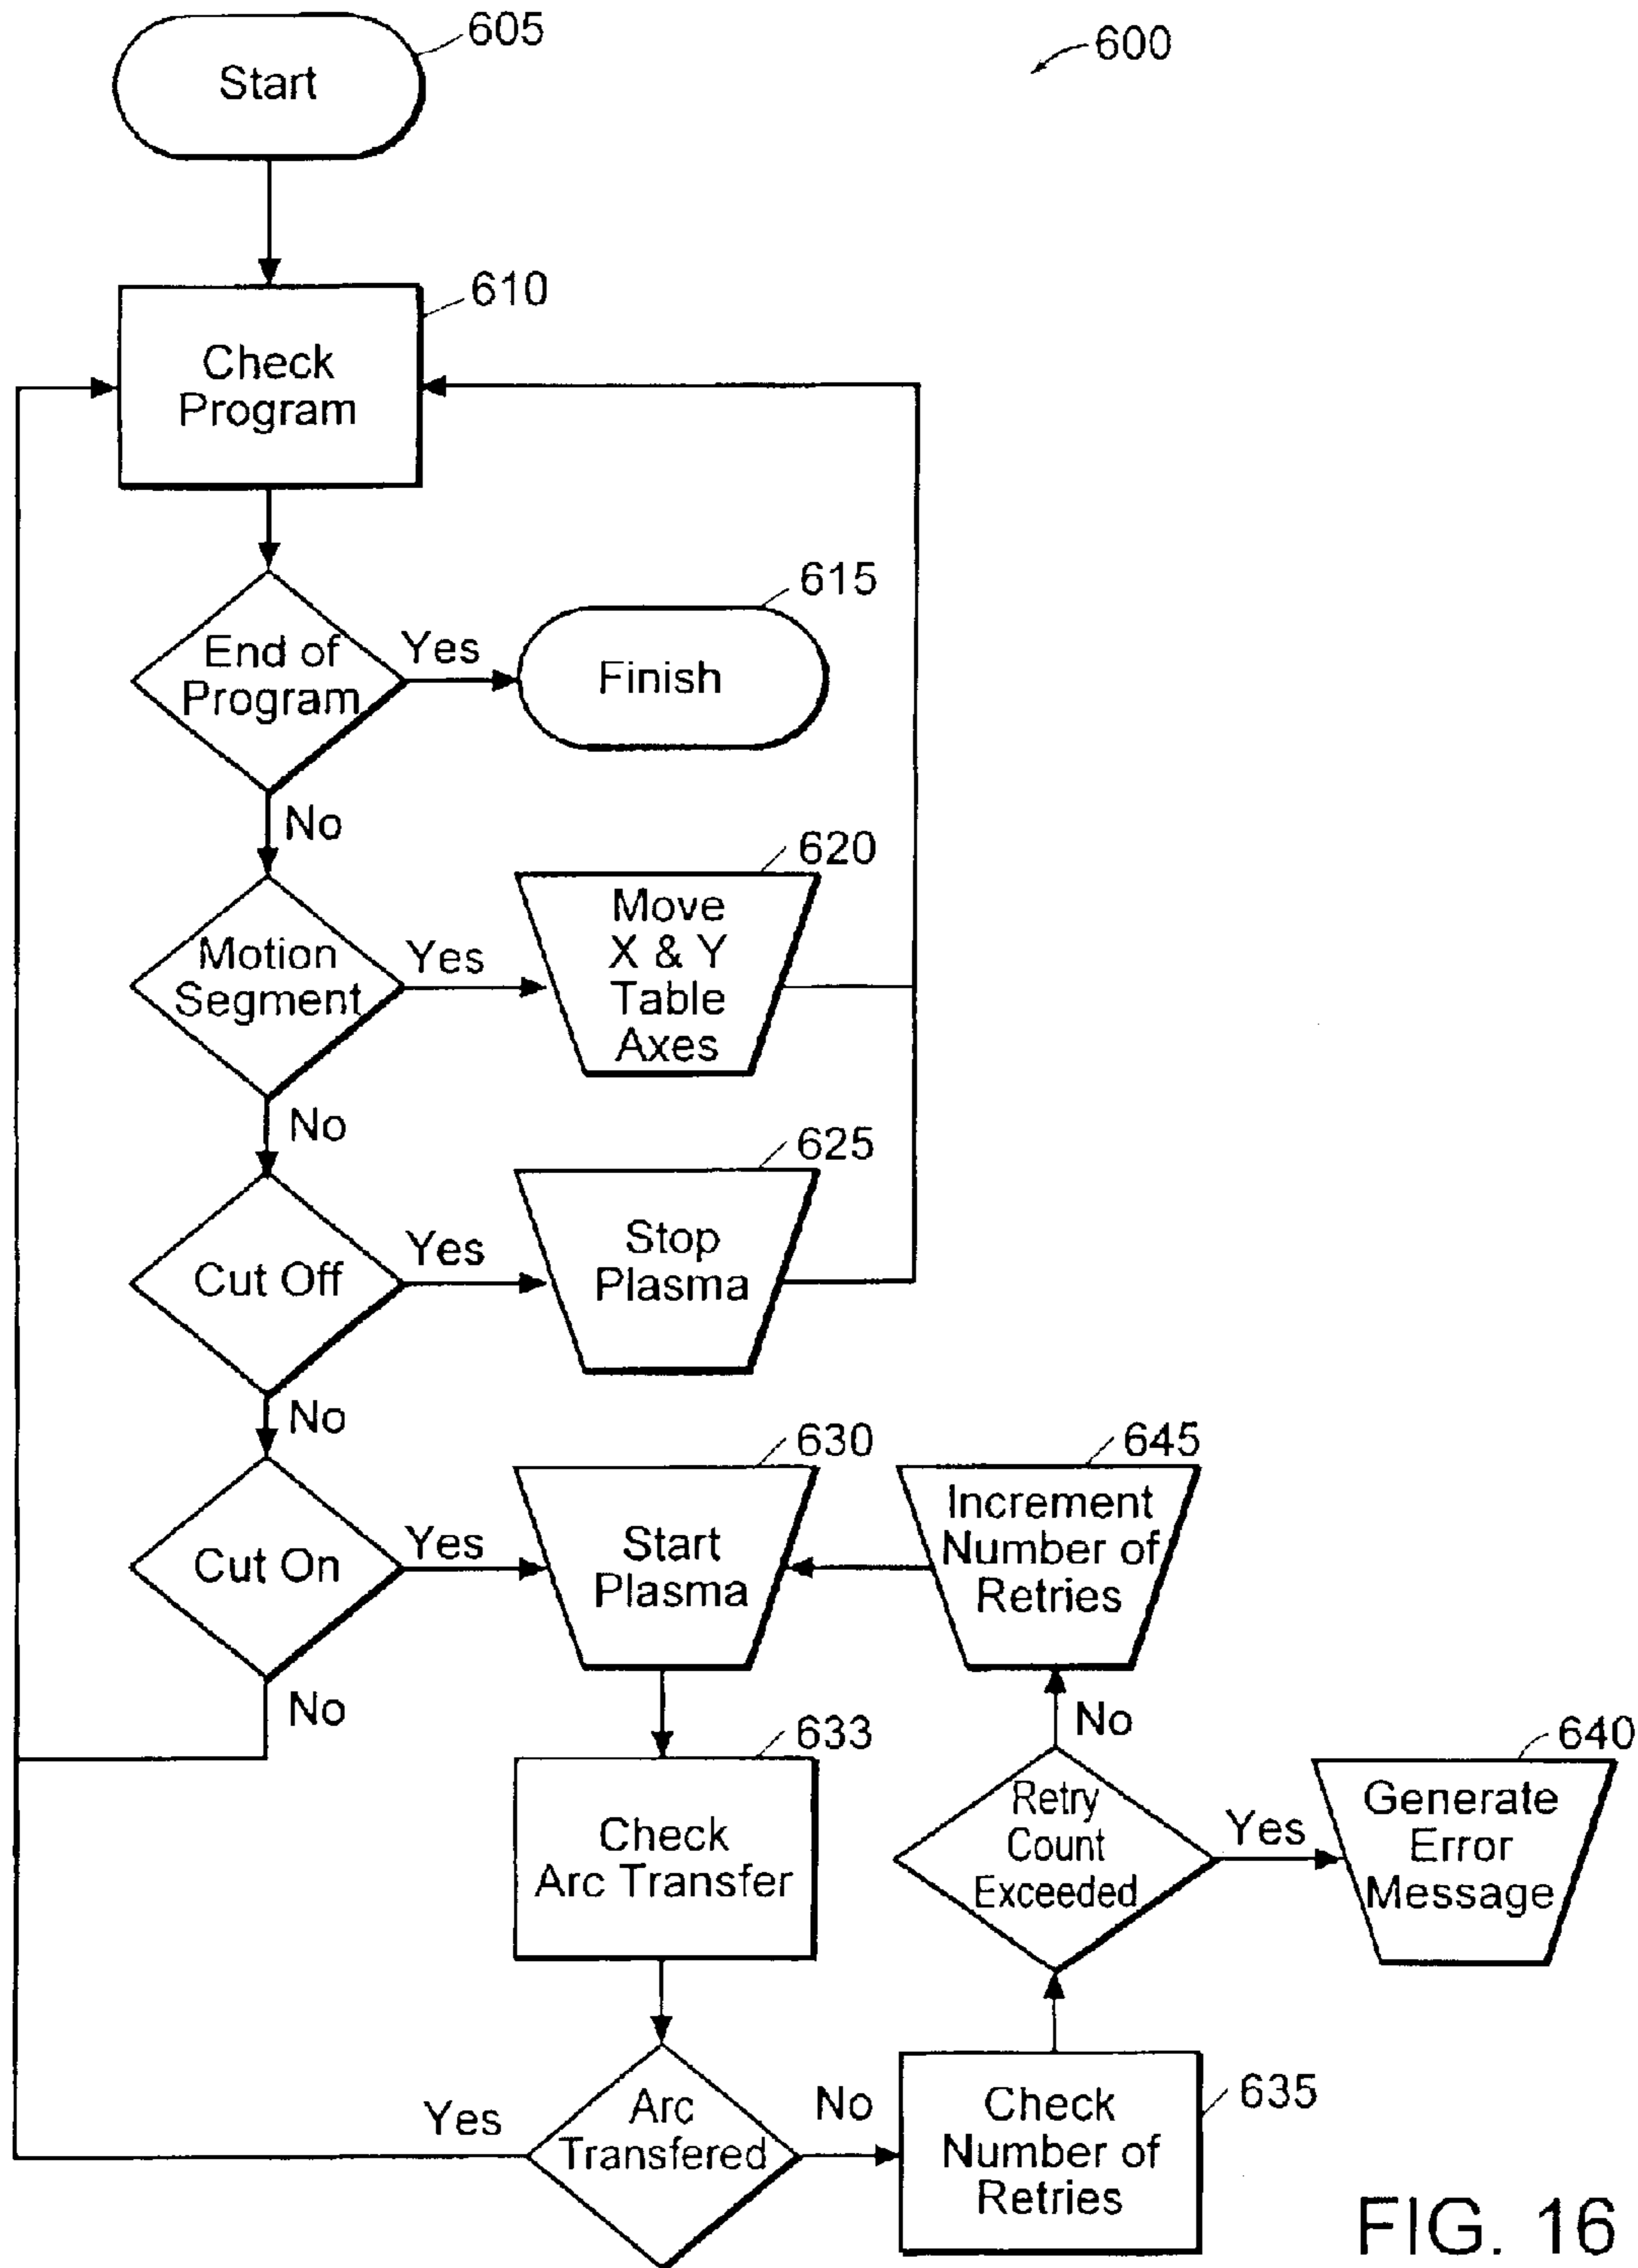 605
600
Start
610
Check
Program
615
End of
Program
Yes
Finish
No
620
Motion
Segment
Yes
Move
X & Y
Table
Axes
No
625
Cut Off
Yes
Stop
Plasma
No
630
645
Cut On
Yes
Start
Plasma
Increment
Number of
Retries
No
633
No
640
Check
Arc Transfer
Retry
Count
Exceeded
Yes
Generate
Error
Message
Yes
Arc
Transfered
No
635
Check
Number of
Retries
FIG. 16